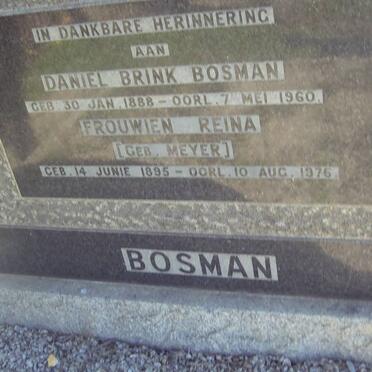 IN DANKBARE HERINNERING
AAN
DANIEL BRINK BOSMAN
GEB. 30 JAN. 1888 – OORL. 7 MEI 1960.
FROUWIEN REINA
[GEB. MEYER]
GEB. 14 JUNIE 1895 – OORL. 10 AUG. 1976
BOSMAN